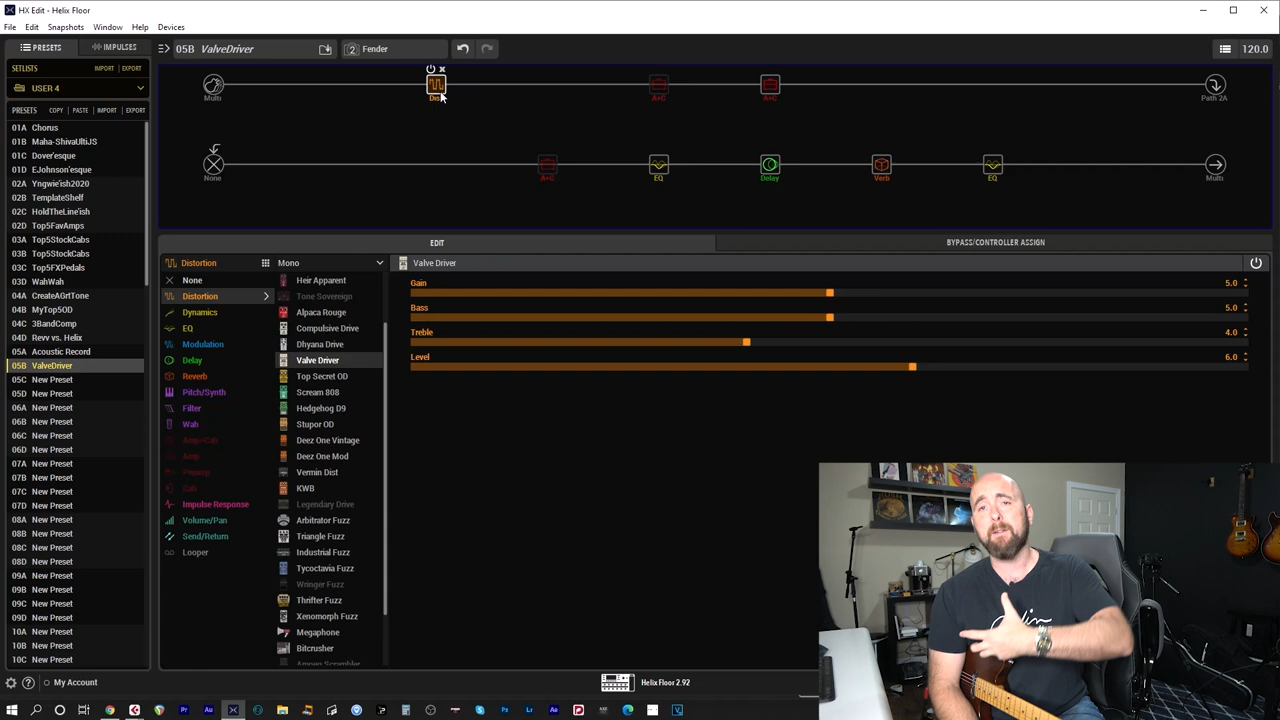 HX Edit - Helix Floor
File Edit Snapshots Window Help Devices
PRESETS IMPULSES
05B ValveDriver
2 Fender
120.0
SETLISTS IMPORT EXPORT
USER 4
PRESETS COPY PASTE IMPORT EXPORT
01A Chorus
01B Maha-ShivaUltiJS
01C Dover'esque
01D EJohnson'esque
02A Yngwie'ish2020
02B TemplateShelf
02C HoldTheLine'ish
02D Top5FavAmps
03A Top5StockCabs
03B Top5StockCabs
03C Top5FXPedals
03D WahWah
04A CreateAGrtTone
04B MyTop5OD
04C 3BandComp
04D Revv vs. Helix
05A Acoustic Record
05B ValveDriver
05C New Preset
05D New Preset
06A New Preset
06B New Preset
06C New Preset
06D New Preset
07A New Preset
07B New Preset
07C New Preset
07D New Preset
08A New Preset
08B New Preset
08C New Preset
08D New Preset
09A New Preset
09B New Preset
09C New Preset
09D New Preset
10A New Preset
10B New Preset
10C New Preset
Multi Dist A+C A+C Path 2A
None A+C EQ Delay Verb EQ Multi
EDIT BYPASS/CONTROLLER ASSIGN
Distortion Mono
None
Distortion
Dynamics
EQ
Modulation
Delay
Reverb
Pitch/Synth
Filter
Wah
Amp+Cab
Amp
Preamp
Cab
Impulse Response
Volume/Pan
Send/Return
Looper
Heir Apparent
Tone Sovereign
Alpaca Rouge
Compulsive Drive
Dhyana Drive
Valve Driver
Top Secret OD
Scream 808
Hedgehog D9
Stupor OD
Deez One Vintage
Deez One Mod
Vermin Dist
KWB
Legendary Drive
Arbitrator Fuzz
Triangle Fuzz
Industrial Fuzz
Tycoctavia Fuzz
Wringer Fuzz
Thrifter Fuzz
Xenomorph Fuzz
Megaphone
Bitcrusher
Ampeg Scrambler
Valve Driver
Gain 5.0
Bass 5.0
Treble 4.0
Level 6.0
My Account
Helix Floor 2.92